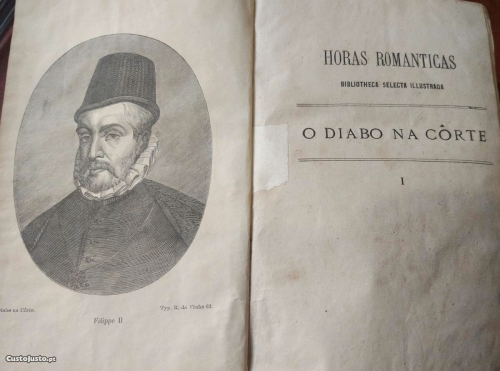 Filippe II
HORAS ROMANTICAS
BIBLIOTHECA SELECTA ILLUSTRADA
O DIABO NA CÔRTE
I
CustoJusto.pt